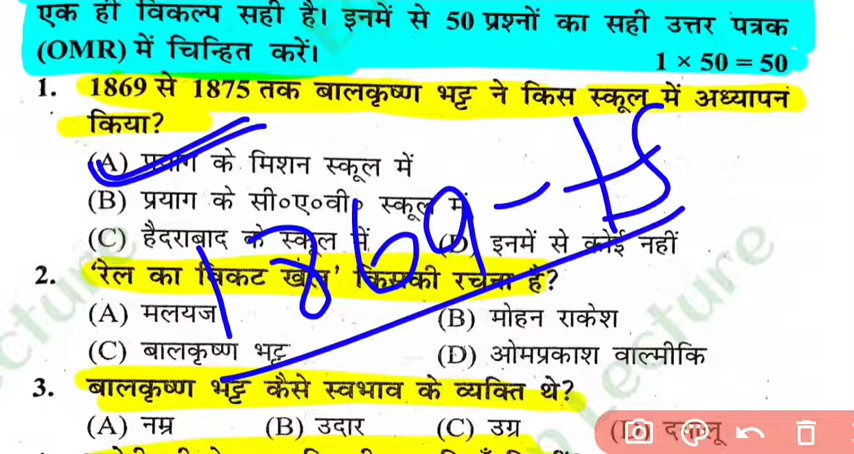 एक ही विकल्प सही है। इनमें से 50 प्रश्नों का सही उत्तर पत्रक
(OMR) में चिन्हित करें। 1 × 50 = 50
1. 1869 से 1875 तक बालकृष्ण भट्ट ने किस स्कूल में अध्यापन
किया?
(A) प्रयाग के मिशन स्कूल में
(B) प्रयाग के सी०ए०वी० स्कूल में
(C) हैदराबाद के स्कूल में (D) इनमें से कोई नहीं
1869-75
2. 'रेल का विकट खेल' किसकी रचना है?
(A) मलयज (B) मोहन राकेश
(C) बालकृष्ण भट्ट (D) ओमप्रकाश वाल्मीकि
3. बालकृष्ण भट्ट कैसे स्वभाव के व्यक्ति थे?
(A) नम्र (B) उदार (C) उग्र (D) दयालू